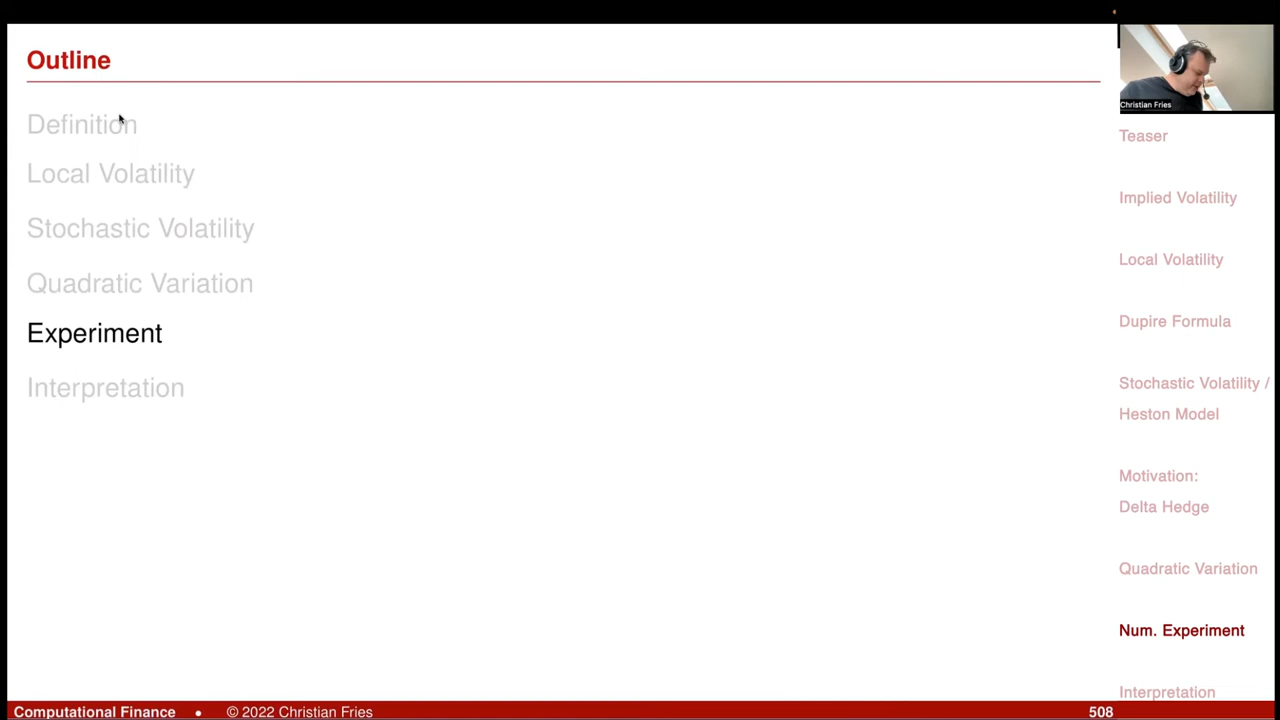 Outline
Definition
Local Volatility
Stochastic Volatility
Quadratic Variation
Experiment
Interpretation
Christian Fries
Teaser
Implied Volatility
Local Volatility
Dupire Formula
Stochastic Volatility /
Heston Model
Motivation:
Delta Hedge
Quadratic Variation
Num. Experiment
Interpretation
Computational Finance • © 2022 Christian Fries 508